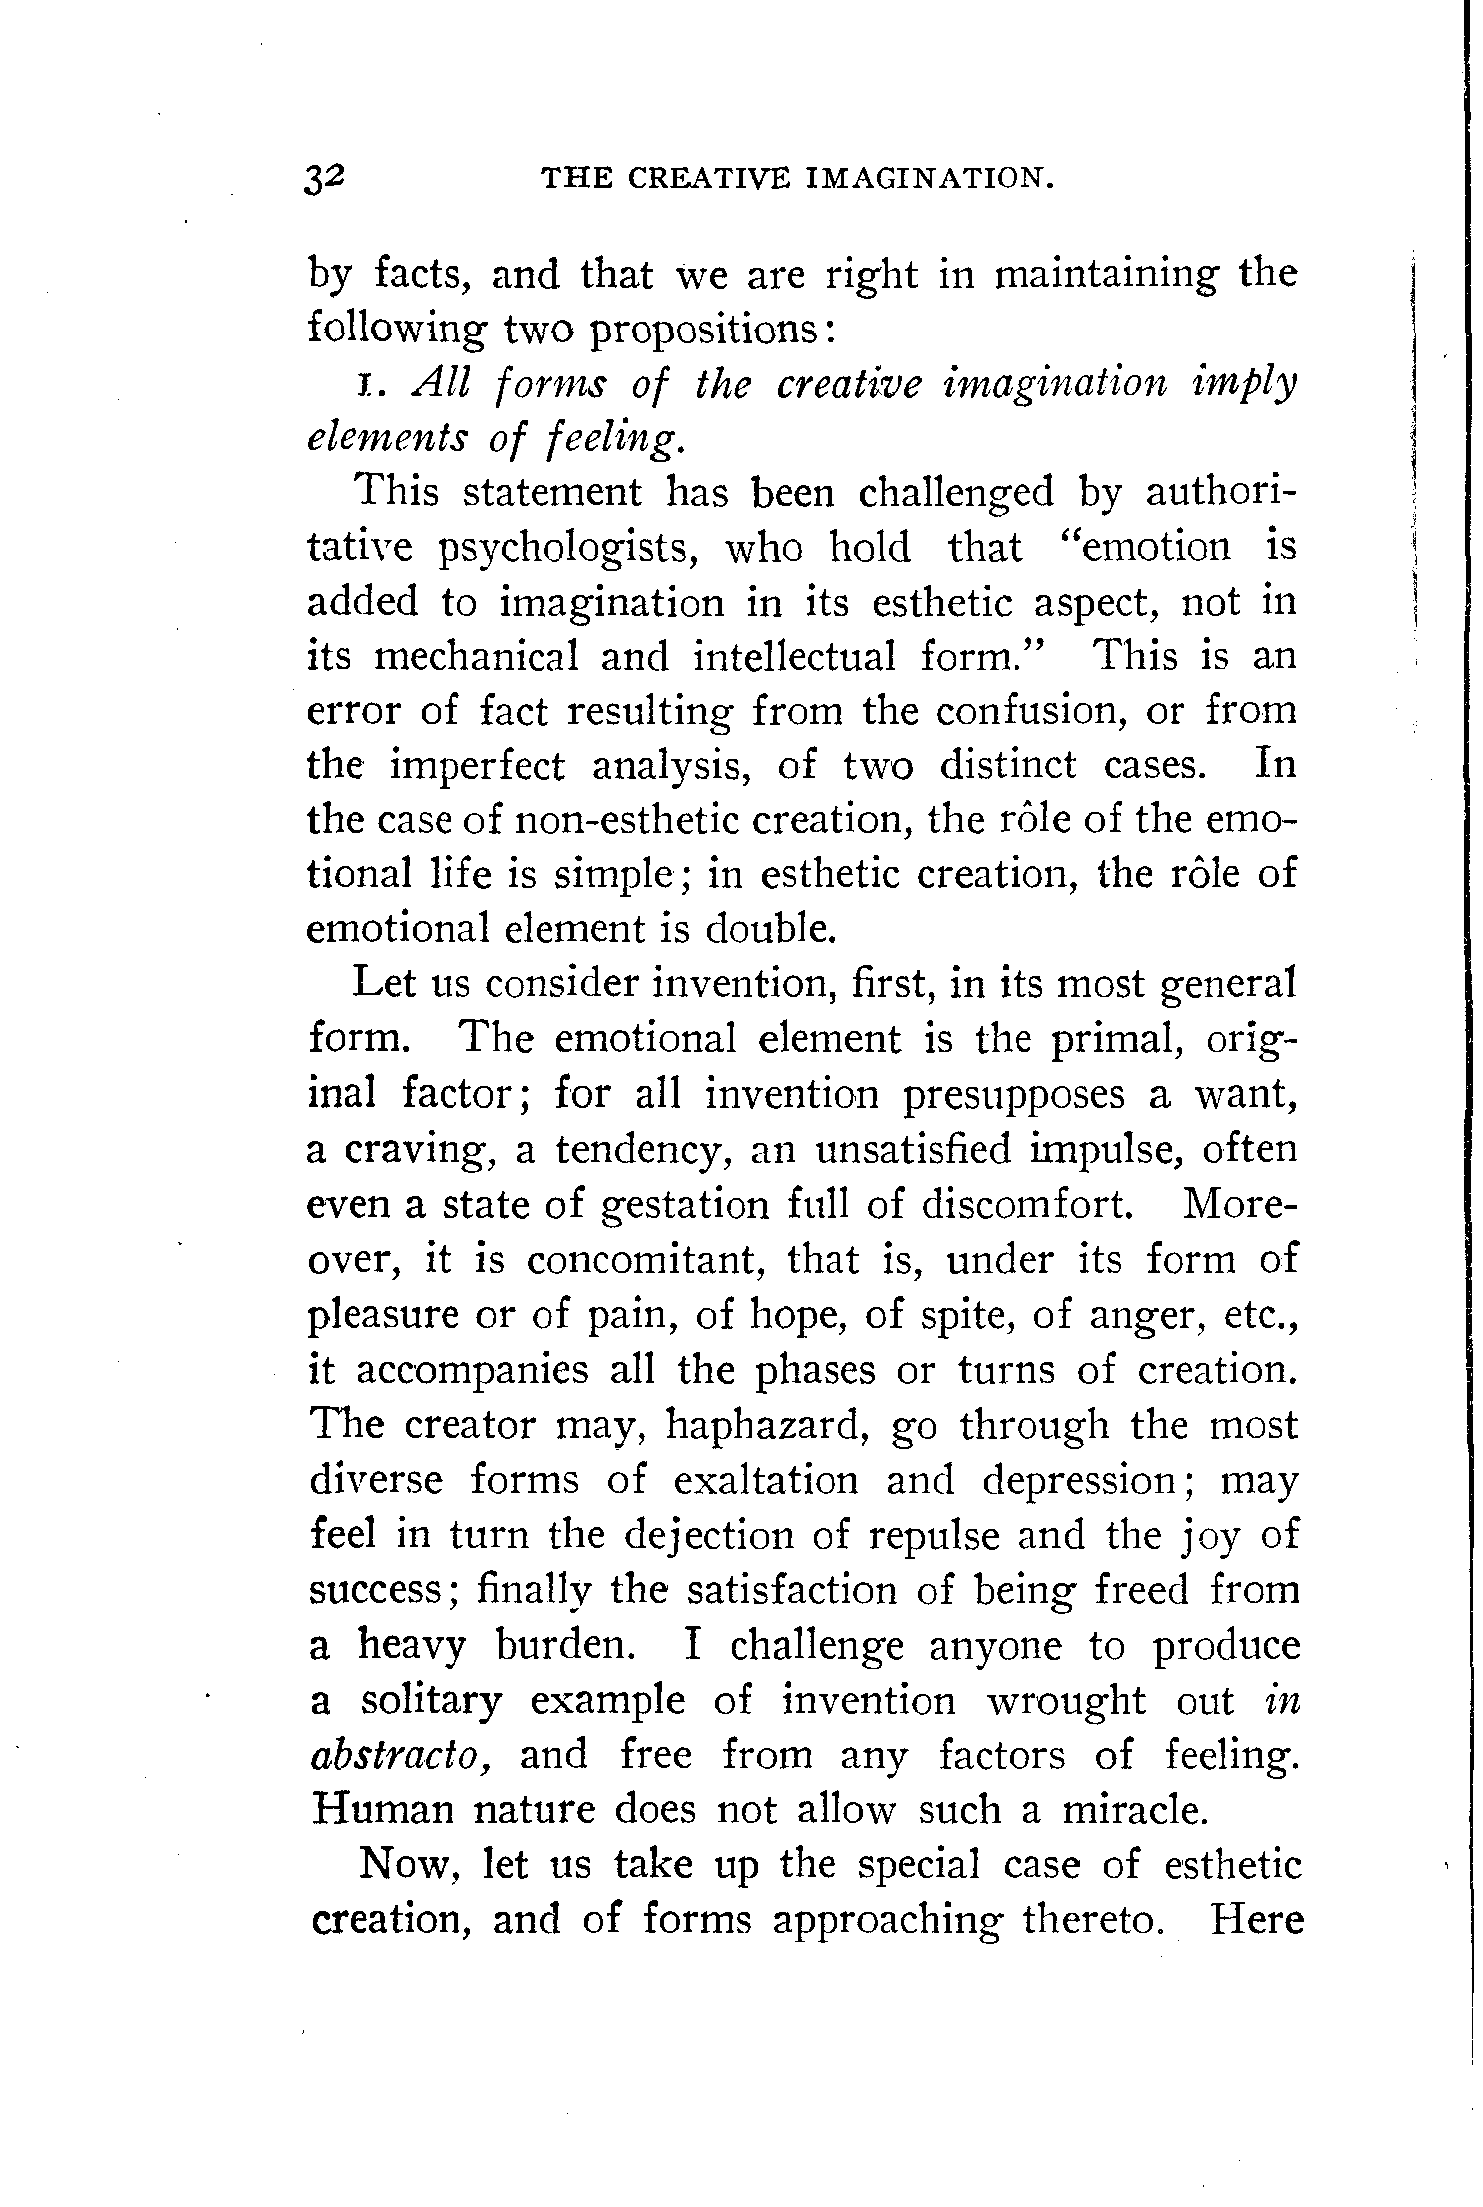 32 THE CREATIVE IMAGINATION.
by facts, and that we are right in maintaining the
following two propositions:
1. All forms of the creative imagination imply
elements of feeling.
This statement has been challenged by authori-
tative psychologists, who hold that “emotion is
added to imagination in its esthetic aspect, not in
its mechanical and intellectual form.” This is an
error of fact resulting from the confusion, or from
the imperfect analysis, of two distinct cases. In
the case of non-esthetic creation, the rôle of the emo-
tional life is simple; in esthetic creation, the rôle of
emotional element is double.
Let us consider invention, first, in its most general
form. The emotional element is the primal, orig-
inal factor; for all invention presupposes a want,
a craving, a tendency, an unsatisfied impulse, often
even a state of gestation full of discomfort. More-
over, it is concomitant, that is, under its form of
pleasure or of pain, of hope, of spite, of anger, etc.,
it accompanies all the phases or turns of creation.
The creator may, haphazard, go through the most
diverse forms of exaltation and depression; may
feel in turn the dejection of repulse and the joy of
success; finally the satisfaction of being freed from
a heavy burden. I challenge anyone to produce
a solitary example of invention wrought out in
abstracto, and free from any factors of feeling.
Human nature does not allow such a miracle.
Now, let us take up the special case of esthetic
creation, and of forms approaching thereto. Here